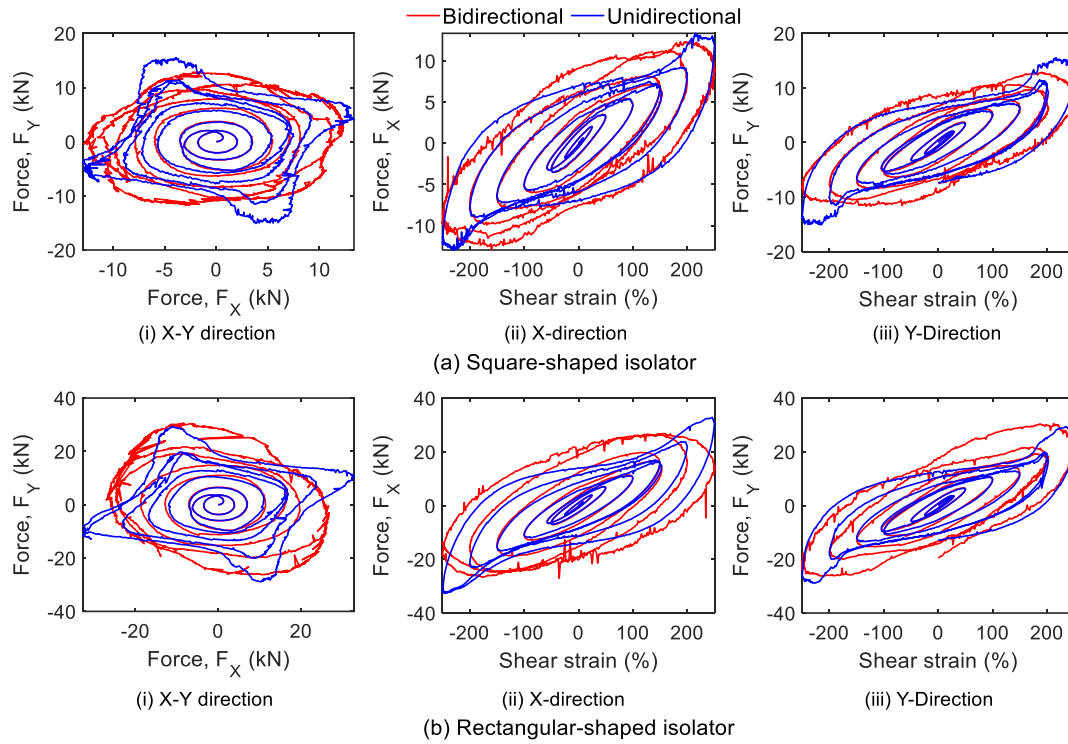 Bidirectional Unidirectional
20
10
0
-10
-20
-10 -5 0 5 10
Force, F_Y (kN)
Force, F_X (kN)
(i) X-Y direction
10
5
0
-5
-10
-200 -100 0 100 200
Force, F_X (kN)
Shear strain (%)
(ii) X-direction
20
10
0
-10
-20
-200 -100 0 100 200
Force, F_Y (kN)
Shear strain (%)
(iii) Y-Direction
(a) Square-shaped isolator
40
20
0
-20
-40
-20 0 20
Force, F_Y (kN)
Force, F_X (kN)
(i) X-Y direction
40
20
0
-20
-40
-200 -100 0 100 200
Force, F_X (kN)
Shear strain (%)
(ii) X-direction
40
20
0
-20
-40
-200 -100 0 100 200
Force, F_Y (kN)
Shear strain (%)
(iii) Y-Direction
(b) Rectangular-shaped isolator